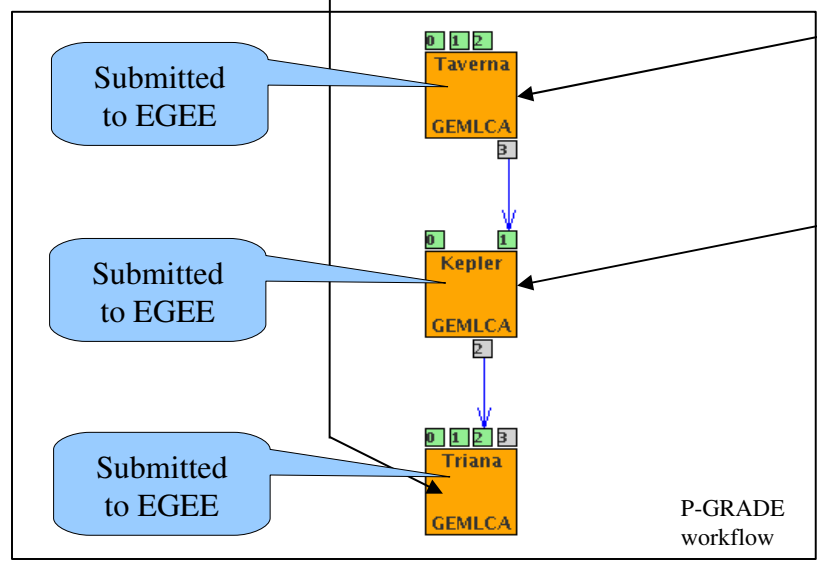 0 1 2
Taverna
Submitted
to EGEE
GEMLCA
3
0 1
Kepler
Submitted
to EGEE
GEMLCA
2
0 1 2 3
Triana
Submitted
to EGEE
GEMLCA
P-GRADE
workflow